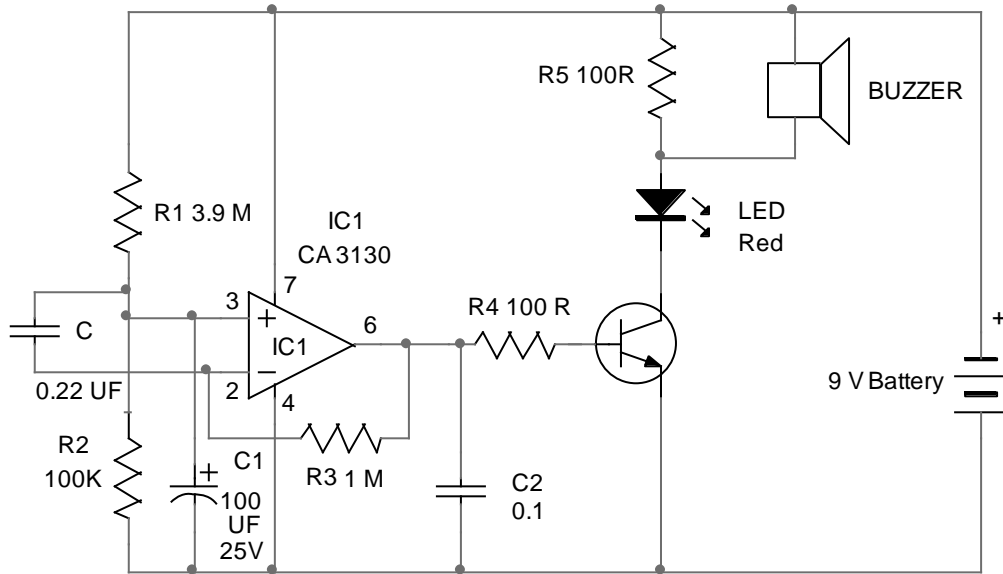 R5 100R
BUZZER
R1 3.9 M
IC1
CA 3130
LED
Red
7
3
+
IC1
6
R4 100 R
C
−
2
4
0.22 UF
+
9 V Battery
R2
100K
C1
+
100
UF
25V
R3 1 M
C2
0.1